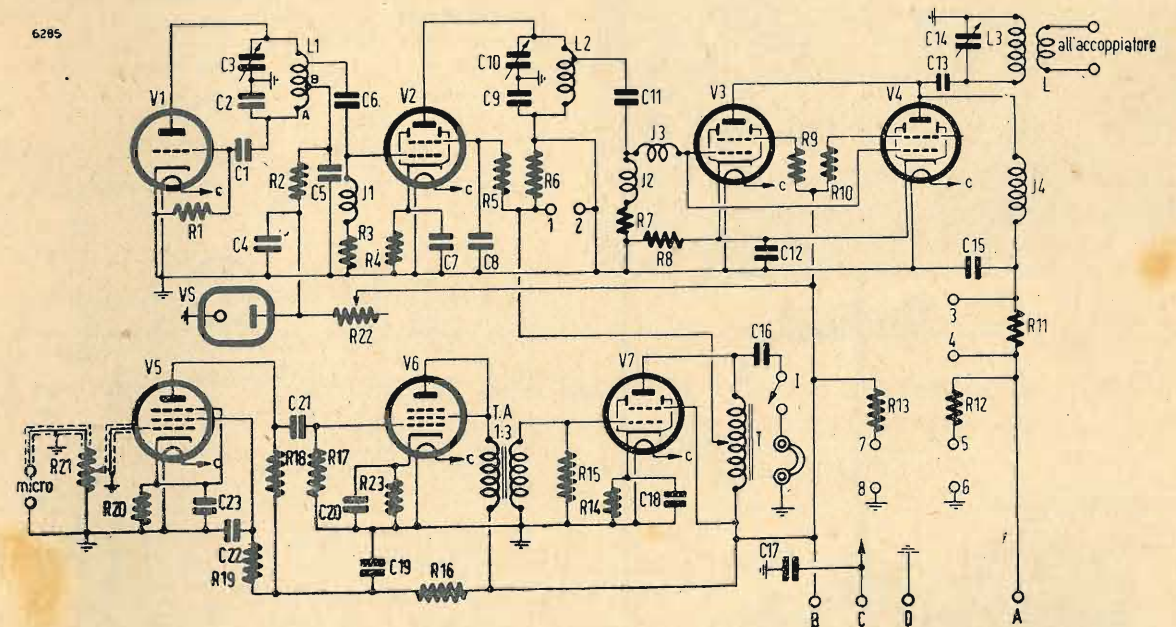 6285
C3
L1
C2
B
A
V1
C1
R1
R2
C4
C5
C6
J1
R3
R4
V2
2
C7
C8
R5
R6
C10
C9
L2
1
2
C11
J3
J2
R7
R8
V3
C
C12
R9
R10
V4
C
C13
C14
L3
L
all'accoppiatore
J4
C15
VS
R22
3
4
R11
V5
R21
micro
R20
C23
C22
R19
R18
C21
R17
C20
R23
C19
R16
V6
T.A
1:3
R15
R14
C18
V7
T
C16
I
R13
R12
7
5
8
6
C17
B
C
D
A